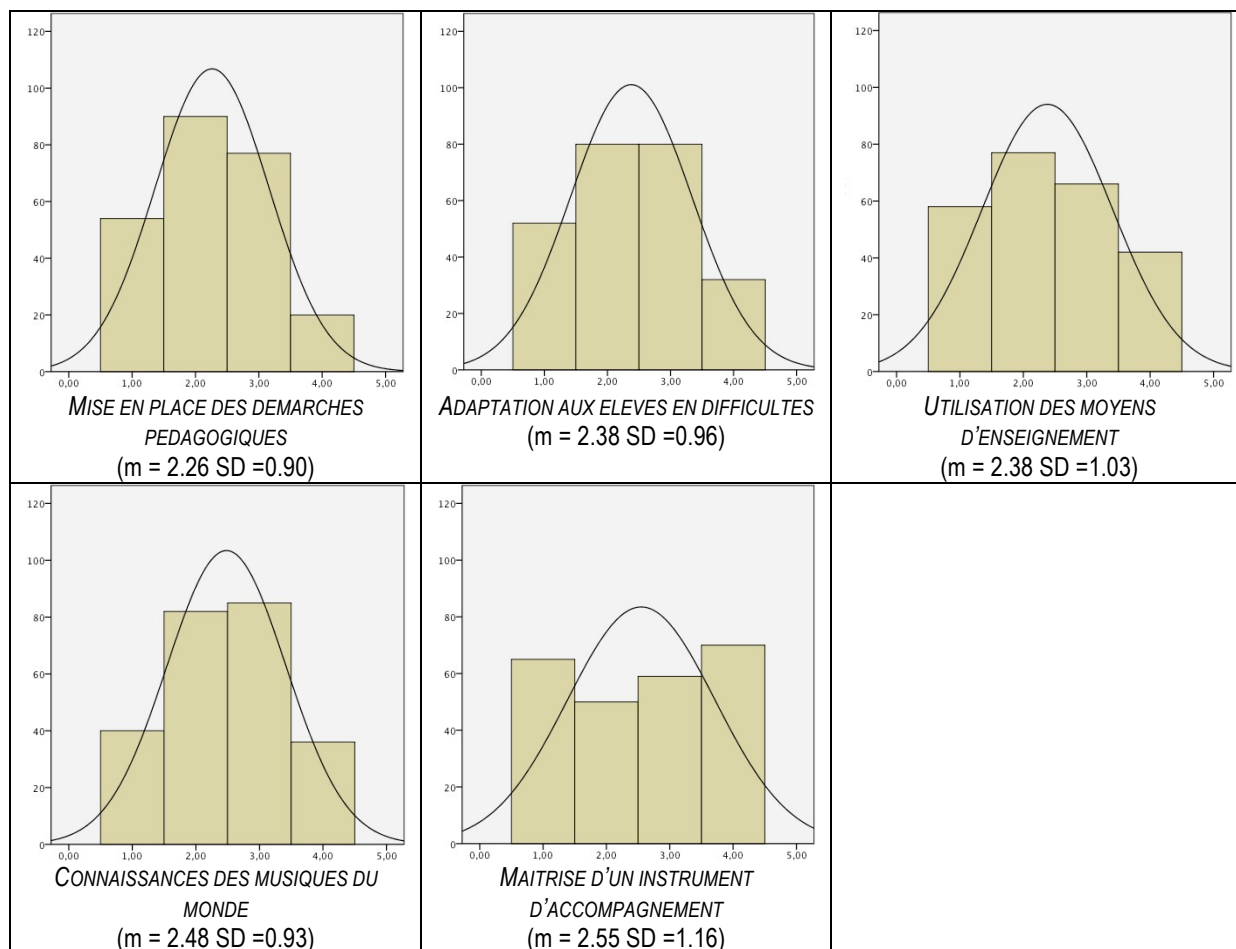 120
100
80
60
40
20
0
0,00 1,00 2,00 3,00 4,00 5,00
MISE EN PLACE DES DEMARCHES
PEDAGOGIQUES
(m = 2.26 SD =0.90)
120
100
80
60
40
20
0
0,00 1,00 2,00 3,00 4,00 5,00
ADAPTATION AUX ELEVES EN DIFFICULTES
(m = 2.38 SD =0.96)
120
100
80
60
40
20
0
0,00 1,00 2,00 3,00 4,00 5,00
UTILISATION DES MOYENS
D'ENSEIGNEMENT
(m = 2.38 SD =1.03)
120
100
80
60
40
20
0
0,00 1,00 2,00 3,00 4,00 5,00
CONNAISSANCES DES MUSIQUES DU
MONDE
(m = 2.48 SD =0.93)
120
100
80
60
40
20
0
0,00 1,00 2,00 3,00 4,00 5,00
MAITRISE D'UN INSTRUMENT
D'ACCOMPAGNEMENT
(m = 2.55 SD =1.16)